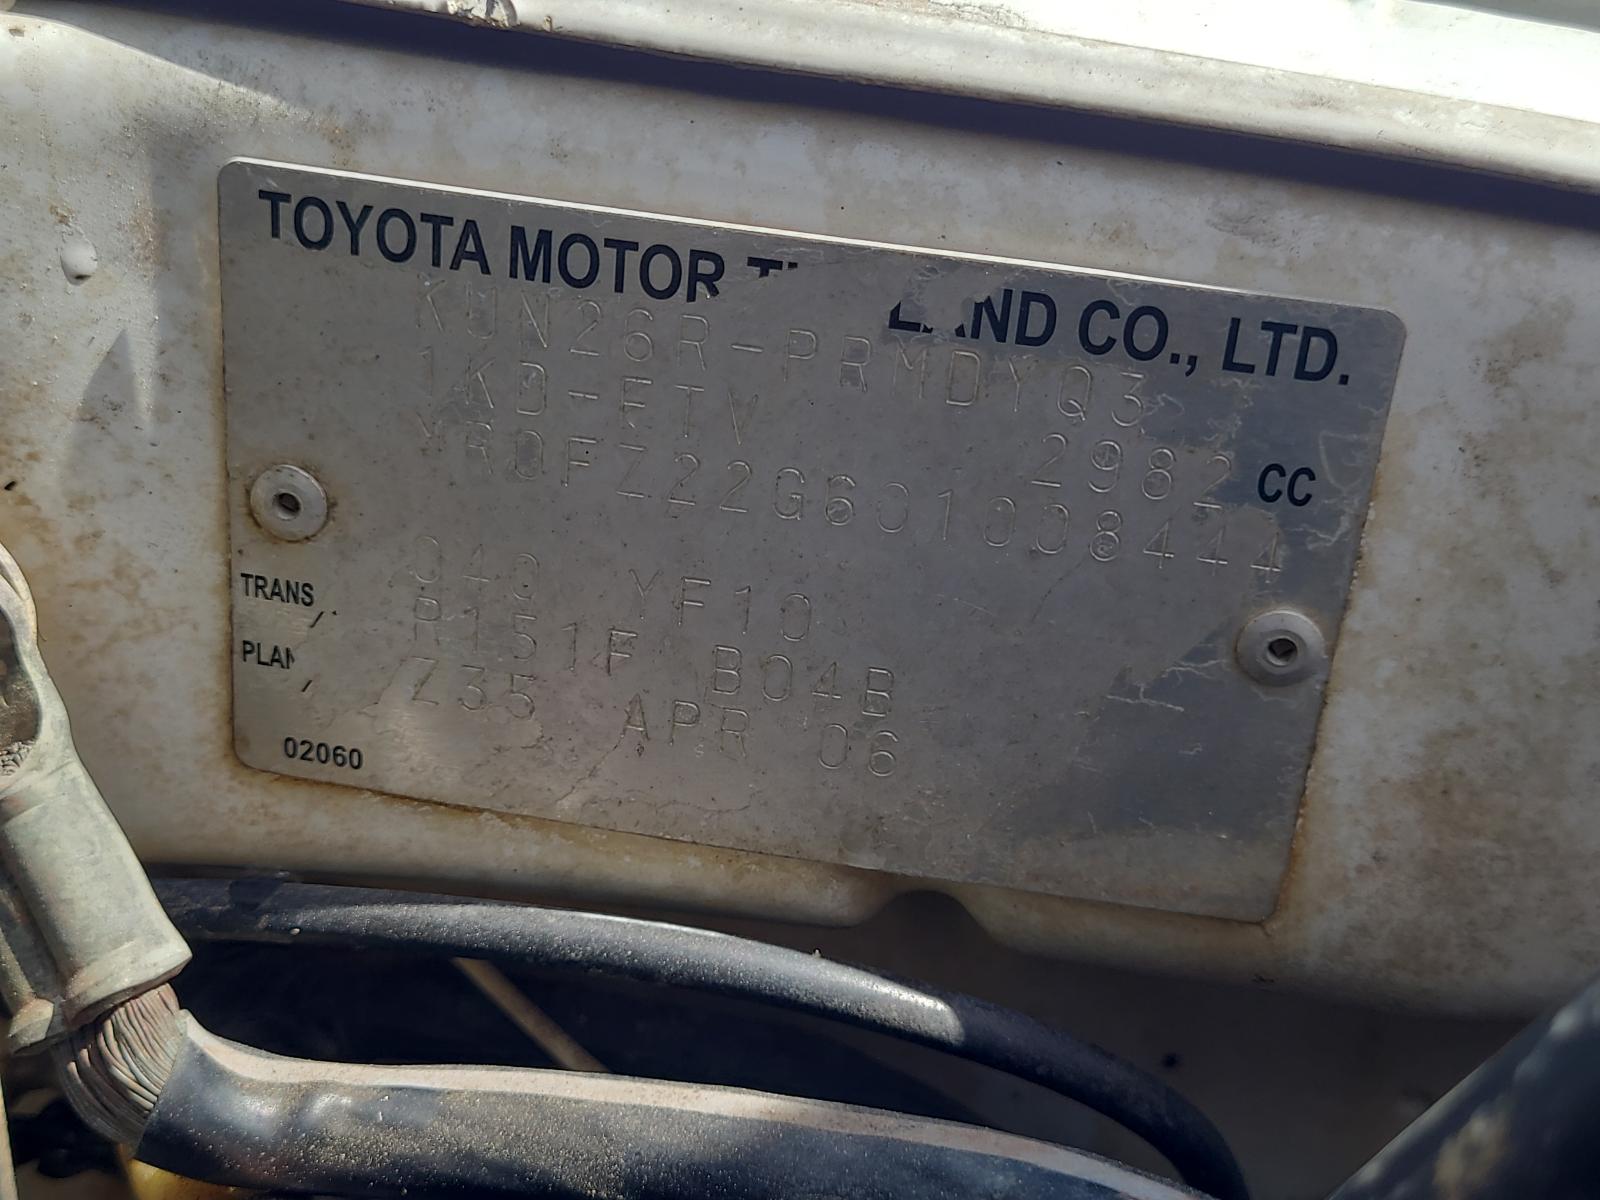 TOYOTA MOTOR T LAND CO., LTD.
KUN26R-PRMDYQ3
1KD-FTV 2982 CC
MR0FZ22G601008444
040 YF10
TRANS R151F B04B
PLAN Z35 APR 06
02060